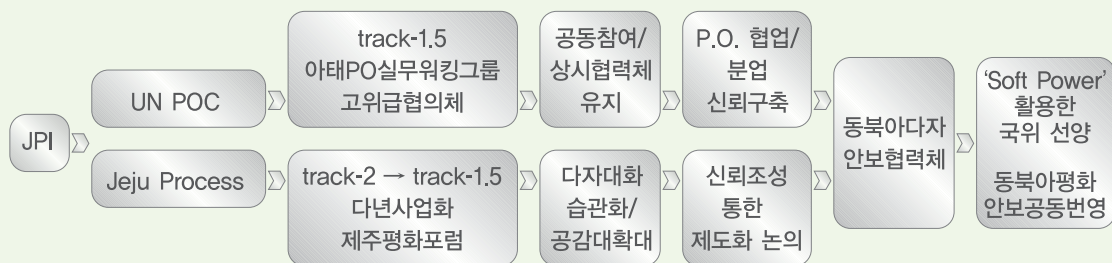 JPI
UN POC
track-1.5
아태PO실무워킹그룹
고위급협의체
공동참여/
상시협력체
유지
P.O. 협업/
분업
신뢰구축
Jeju Process
track-2 → track-1.5
다년사업화
제주평화포럼
다자대화
습관화/
공감대확대
신뢰조성
통한
제도화 논의
동북아다자
안보협력체
'Soft Power'
활용한
국위 선양
동북아평화
안보공동번영